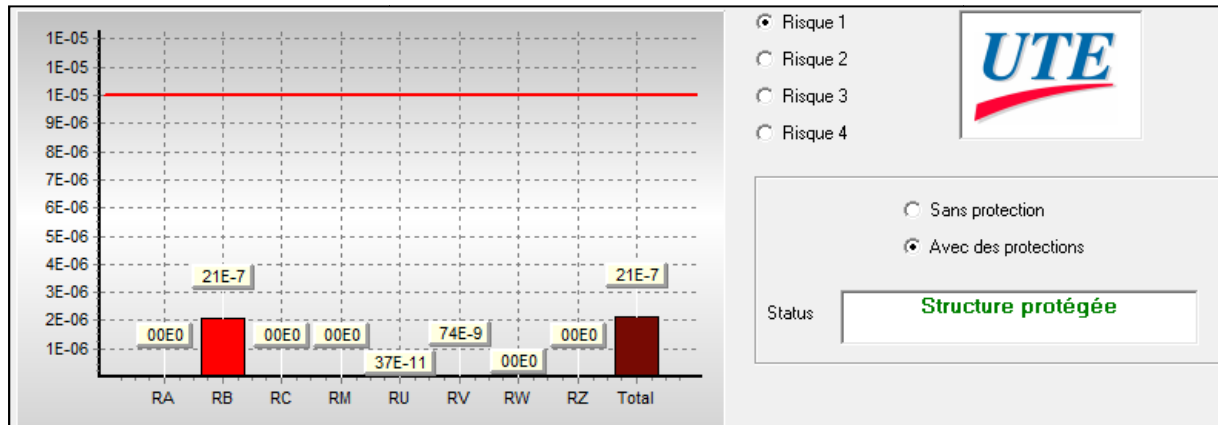 1E-05
1E-05
1E-05
9E-06
8E-06
7E-06
6E-06
5E-06
4E-06
3E-06
2E-06
1E-06
00E0
21E-7
00E0
00E0
37E-11
74E-9
00E0
00E0
21E-7
RA RB RC RM RU RV RW RZ Total
Risque 1
Risque 2
Risque 3
Risque 4
UTE
Sans protection
Avec des protections
Status
Structure protégée